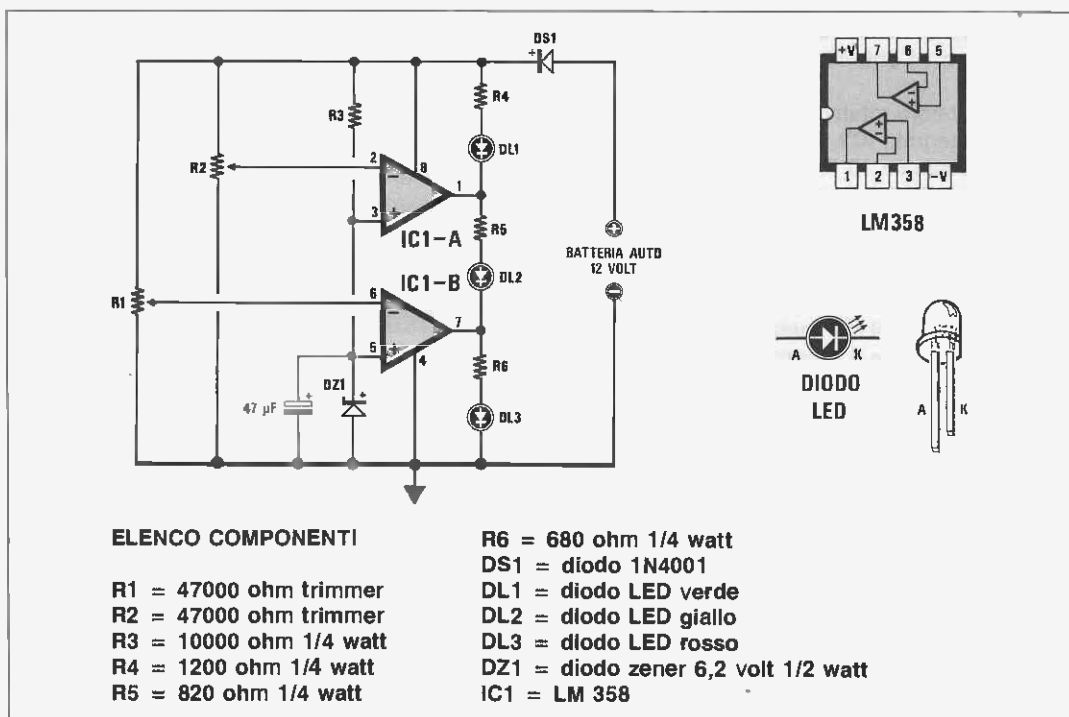 DS1
R4
R3
DL1
R2
2
8
1
3
IC1-A
R5
BATTERIA AUTO
12 VOLT
IC1-B
DL2
R1
6
7
5
4
R6
DZ1
47 µF
DL3
+V 7 6 5
1 2 3 -V
LM358
A K
DIODO
LED
A K
ELENCO COMPONENTI
R1 = 47000 ohm trimmer
R2 = 47000 ohm trimmer
R3 = 10000 ohm 1/4 watt
R4 = 1200 ohm 1/4 watt
R5 = 820 ohm 1/4 watt
R6 = 680 ohm 1/4 watt
DS1 = diodo 1N4001
DL1 = diodo LED verde
DL2 = diodo LED giallo
DL3 = diodo LED rosso
DZ1 = diodo zener 6,2 volt 1/2 watt
IC1 = LM 358